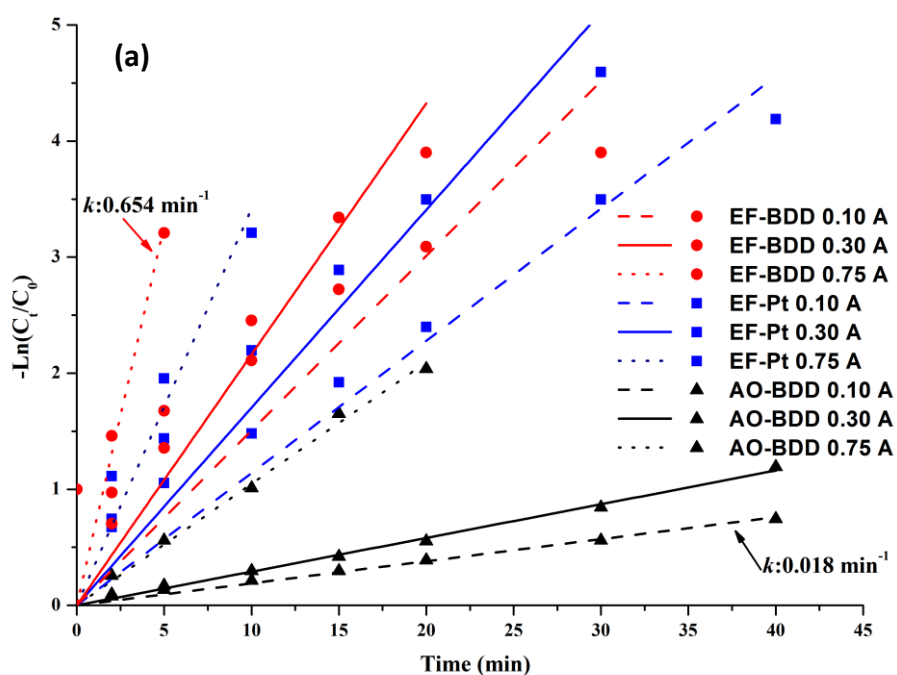 (a)
-Ln(Cₜ/C₀)
5
4
3
2
1
0
k:0.654 min⁻¹
EF-BDD 0.10 A
EF-BDD 0.30 A
EF-BDD 0.75 A
EF-Pt 0.10 A
EF-Pt 0.30 A
EF-Pt 0.75 A
AO-BDD 0.10 A
AO-BDD 0.30 A
AO-BDD 0.75 A
k:0.018 min⁻¹
0 5 10 15 20 25 30 35 40 45
Time (min)